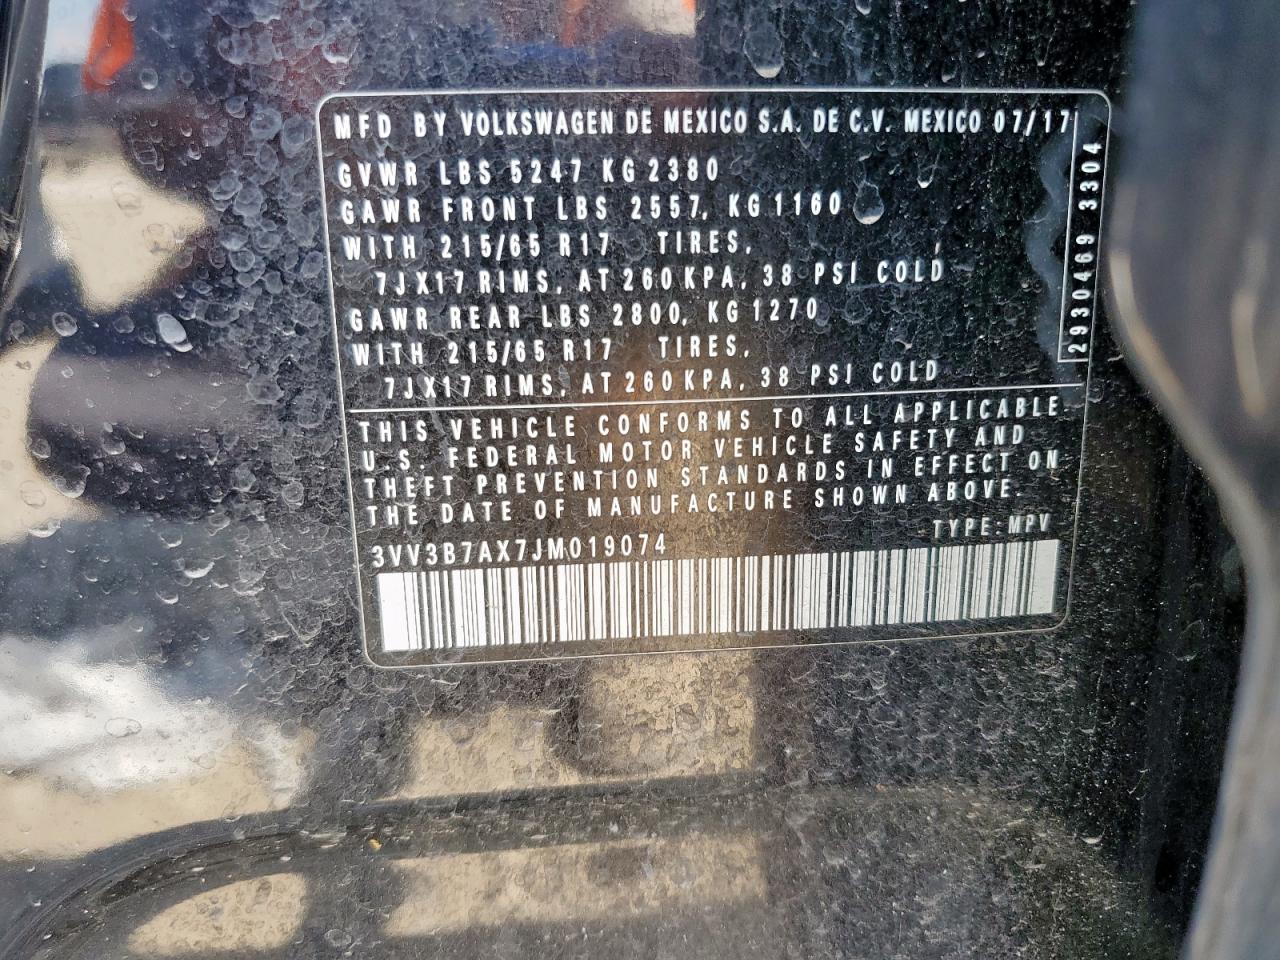 MFD BY VOLKSWAGEN DE MEXICO S.A. DE C.V. MEXICO 07/17
GVWR LBS 5247 KG 2380
GAWR FRONT LBS 2557, KG 1160
WITH 215/65 R17 TIRES,
7JX17 RIMS, AT 260 KPA, 38 PSI COLD
GAWR REAR LBS 2800, KG 1270
WITH 215/65 R17 TIRES,
7JX17 RIMS, AT 260 KPA, 38 PSI COLD
2930469 3304
THIS VEHICLE CONFORMS TO ALL APPLICABLE
U.S. FEDERAL MOTOR VEHICLE SAFETY AND
THEFT PREVENTION STANDARDS IN EFFECT ON
THE DATE OF MANUFACTURE SHOWN ABOVE.
TYPE: MPV
3VV3B7AX7JM019074